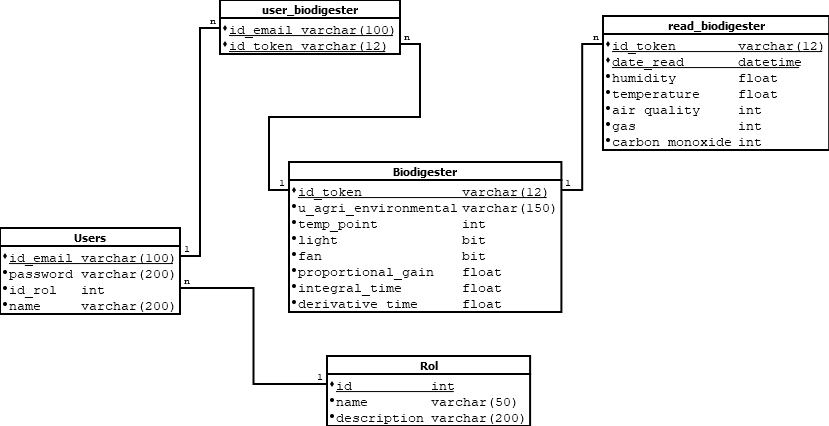 user_biodigester
id_email varchar(100)
id_token varchar(12)
n
n
read_biodigester
id_token varchar(12)
date_read datetime
humidity float
temperature float
air quality int
gas int
carbon monoxide int
n
Biodigester
id_token varchar(12)
u_agri_environmental varchar(150)
temp_point int
light bit
fan bit
proportional_gain float
integral_time float
derivative time float
1
1
Users
id_email varchar(100)
password varchar(200)
id_rol int
name varchar(200)
1
n
Rol
id int
name varchar(50)
description varchar(200)
1